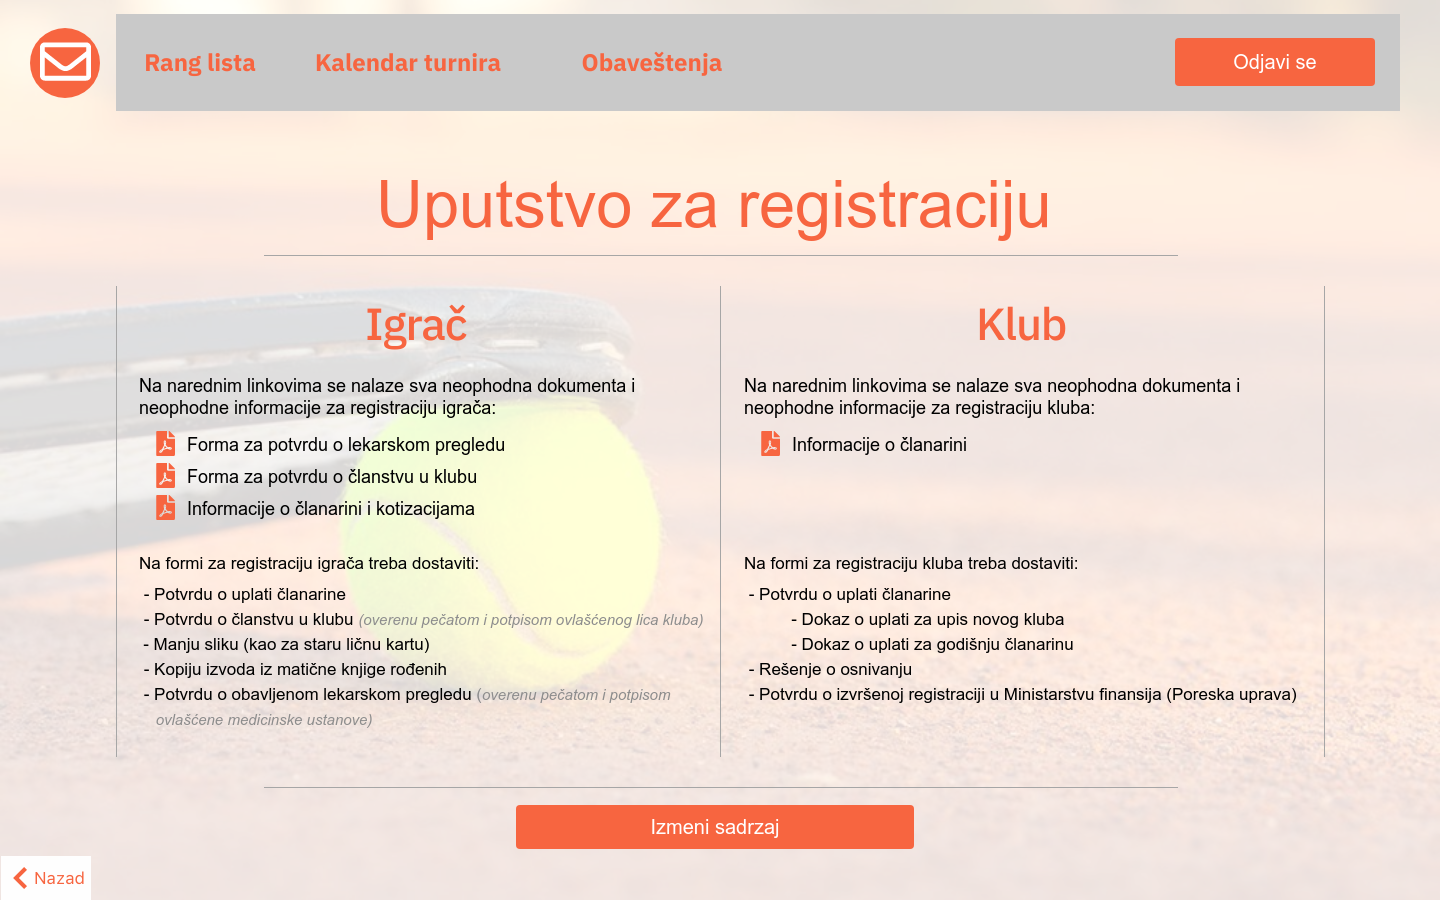 Rang lista
Kalendar turnira
Obaveštenja
Odjavi se
Uputstvo za registraciju
Igrač
Na narednim linkovima se nalaze sva neophodna dokumenta i
neophodne informacije za registraciju igrača:
Forma za potvrdu o lekarskom pregledu
Forma za potvrdu o članstvu u klubu
Informacije o članarini i kotizacijama
Na formi za registraciju igrača treba dostaviti:
- Potvrdu o uplati članarine
- Potvrdu o članstvu u klubu (overenu pečatom i potpisom ovlašćenog lica kluba)
- Manju sliku (kao za staru ličnu kartu)
- Kopiju izvoda iz matične knjige rođenih
- Potvrdu o obavljenom lekarskom pregledu (overenu pečatom i potpisom
ovlašćene medicinske ustanove)
Klub
Na narednim linkovima se nalaze sva neophodna dokumenta i
neophodne informacije za registraciju kluba:
Informacije o članarini
Na formi za registraciju kluba treba dostaviti:
- Potvrdu o uplati članarine
- Dokaz o uplati za upis novog kluba
- Dokaz o uplati za godišnju članarinu
- Rešenje o osnivanju
- Potvrdu o izvršenoj registraciji u Ministarstvu finansija (Poreska uprava)
Izmeni sadrzaj
Nazad